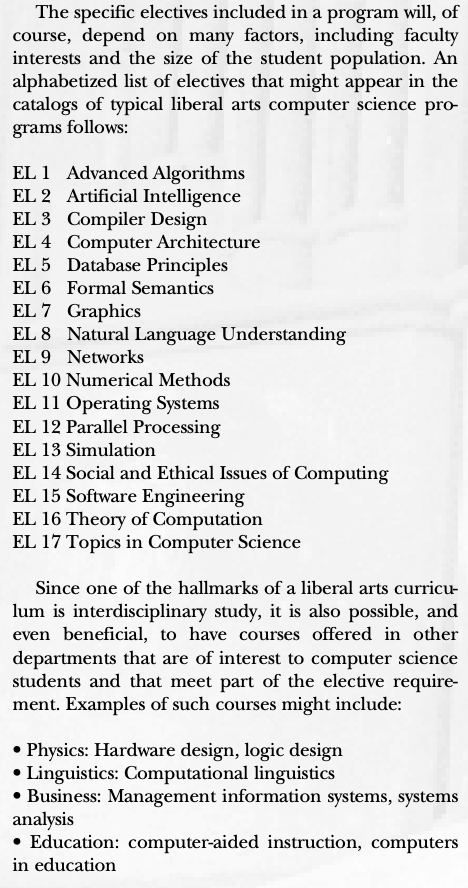 The specific electives included in a program will, of
course, depend on many factors, including faculty
interests and the size of the student population. An
alphabetized list of electives that might appear in the
catalogs of typical liberal arts computer science pro-
grams follows:
EL 1 Advanced Algorithms
EL 2 Artificial Intelligence
EL 3 Compiler Design
EL 4 Computer Architecture
EL 5 Database Principles
EL 6 Formal Semantics
EL 7 Graphics
EL 8 Natural Language Understanding
EL 9 Networks
EL 10 Numerical Methods
EL 11 Operating Systems
EL 12 Parallel Processing
EL 13 Simulation
EL 14 Social and Ethical Issues of Computing
EL 15 Software Engineering
EL 16 Theory of Computation
EL 17 Topics in Computer Science
Since one of the hallmarks of a liberal arts curricu-
lum is interdisciplinary study, it is also possible, and
even beneficial, to have courses offered in other
departments that are of interest to computer science
students and that meet part of the elective require-
ment. Examples of such courses might include:
• Physics: Hardware design, logic design
• Linguistics: Computational linguistics
• Business: Management information systems, systems
analysis
• Education: computer-aided instruction, computers
in education